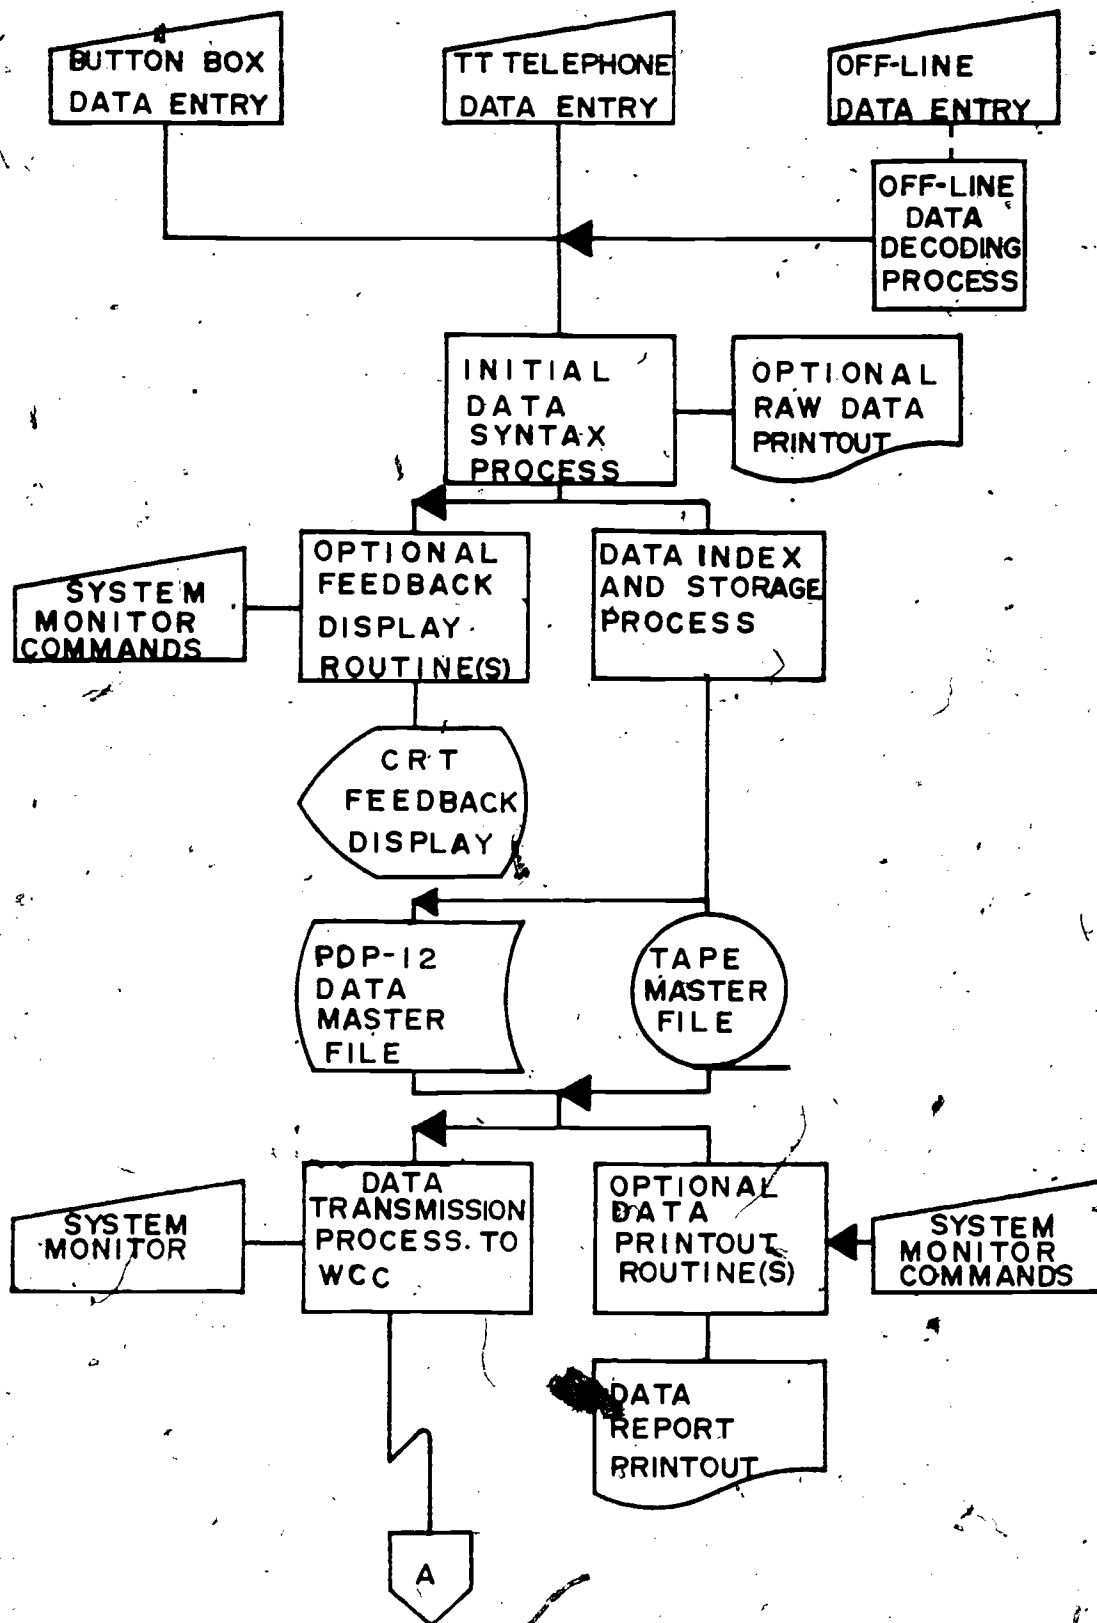 BUTTON BOX
DATA ENTRY
TT TELEPHONE
DATA ENTRY
OFF-LINE
DATA ENTRY
OFF-LINE
DATA
DECODING
PROCESS
INITIAL
DATA
SYNTAX
PROCESS
OPTIONAL
RAW DATA
PRINTOUT
SYSTEM
MONITOR
COMMANDS
OPTIONAL
FEEDBACK
DISPLAY
ROUTINE(S)
DATA INDEX
AND STORAGE
PROCESS
CRT
FEEDBACK
DISPLAY
PDP-12
DATA
MASTER
FILE
TAPE
MASTER
FILE
SYSTEM
MONITOR
DATA
TRANSMISSION
PROCESS. TO
WCC
OPTIONAL
DATA
PRINTOUT
ROUTINE(S)
SYSTEM
MONITOR
COMMANDS
DATA
REPORT
PRINTOUT
A